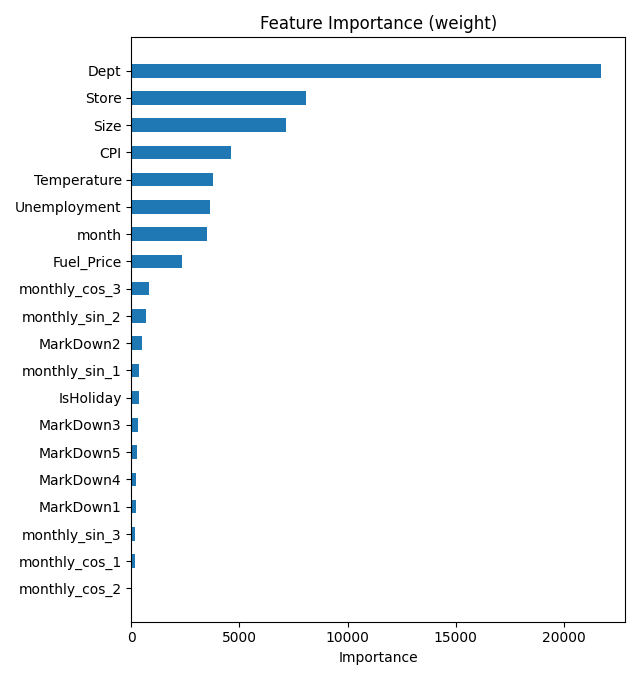 Feature Importance (weight)
Dept
Store
Size
CPI
Temperature
Unemployment
month
Fuel_Price
monthly_cos_3
monthly_sin_2
MarkDown2
monthly_sin_1
IsHoliday
MarkDown3
MarkDown5
MarkDown4
MarkDown1
monthly_sin_3
monthly_cos_1
monthly_cos_2
0 5000 10000 15000 20000
Importance